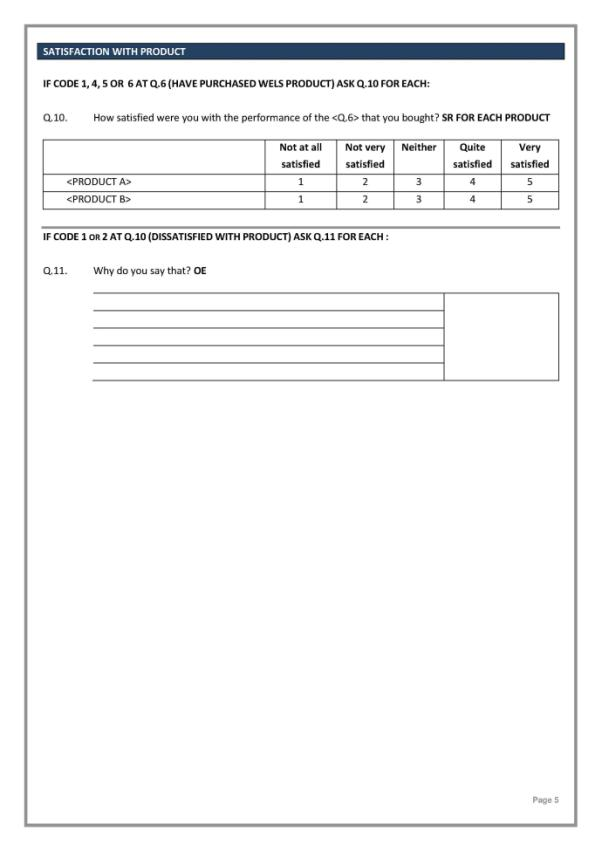 SATISFACTION WITH PRODUCT
IF CODE 1, 4, 5 OR 6 AT Q.6 (HAVE PURCHASED WELS PRODUCT) ASK Q.10 FOR EACH:
Q.10. How satisfied were you with the performance of the <Q.6> that you bought? SR FOR EACH PRODUCT
Not at all Not very Neither Quite Very
satisfied satisfied satisfied satisfied
<PRODUCT A> 1 2 3 4 5
<PRODUCT B> 1 2 3 4 5
IF CODE 1 OR 2 AT Q.10 (DISSATISFIED WITH PRODUCT) ASK Q.11 FOR EACH :
Q.11. Why do you say that? OE
Page 5